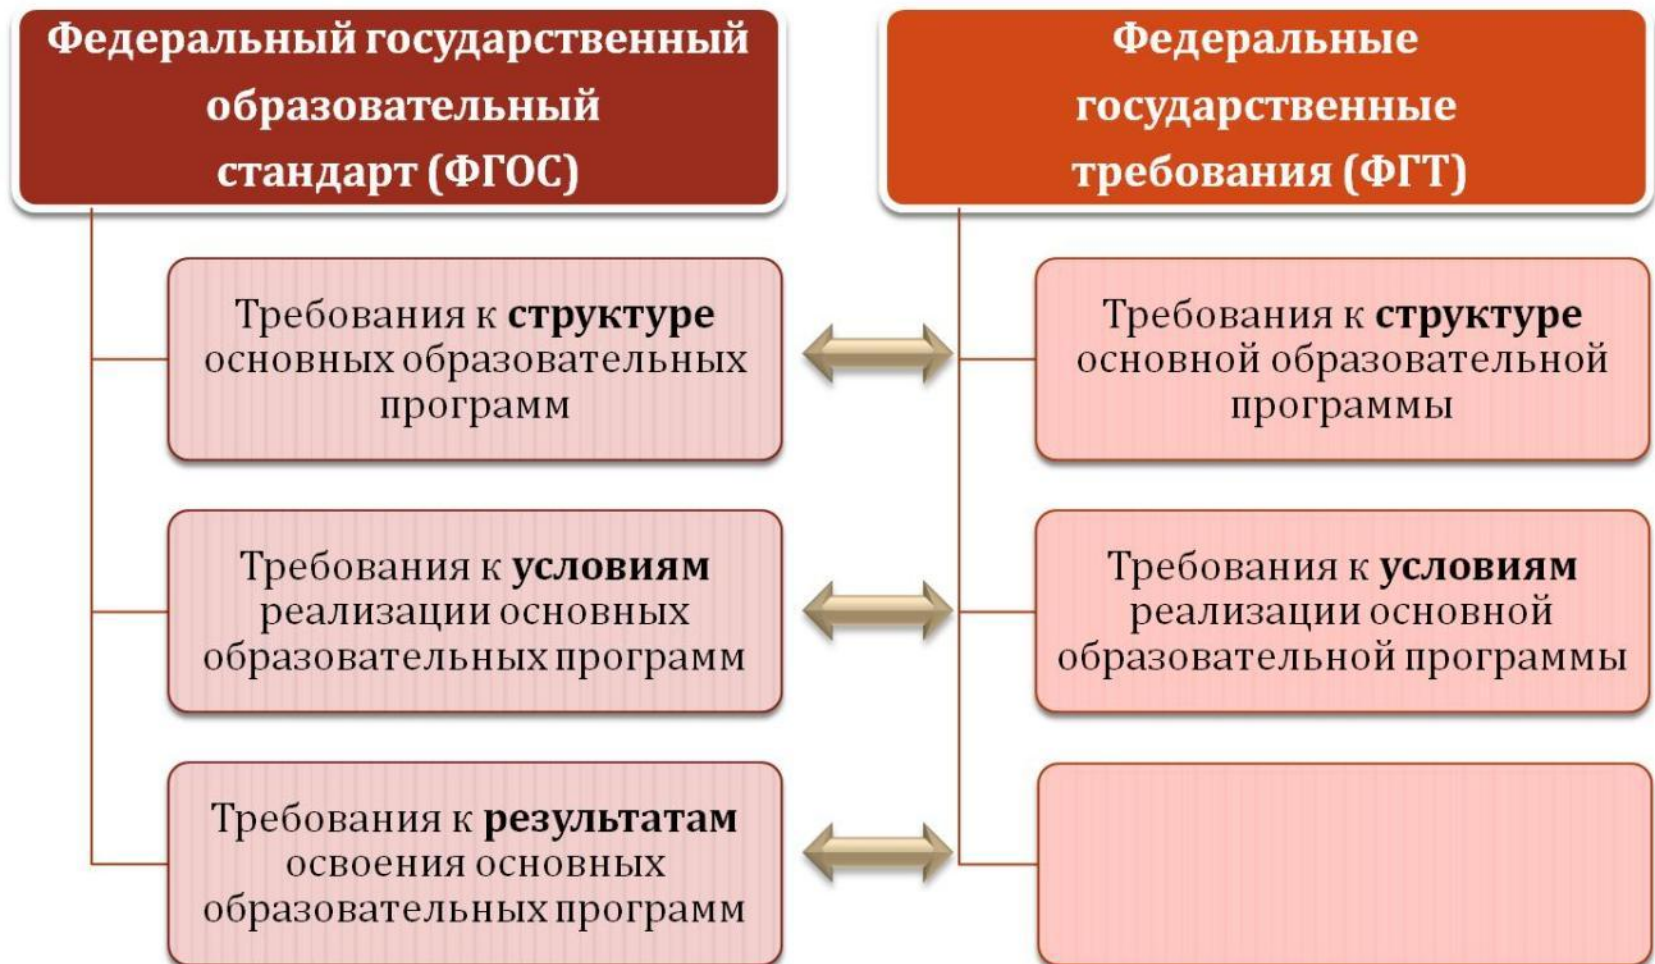 Федеральный государственный
образовательный
стандарт (ФГОС)
Требования к структуре
основных образовательных
программ
Требования к условиям
реализации основных
образовательных программ
Требования к результатам
освоения основных
образовательных программ
Федеральные
государственные
требования (ФГТ)
Требования к структуре
основной образовательной
программы
Требования к условиям
реализации основной
образовательной программы